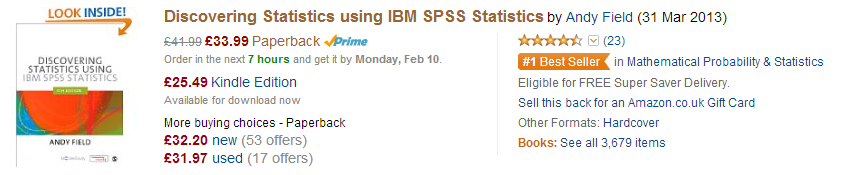 LOOK INSIDE!
DISCOVERING
STATISTICS USING
IBM SPSS STATISTICS
ANDY FIELD
Discovering Statistics using IBM SPSS Statistics by Andy Field (31 Mar 2013)
£41.99 £33.99 Paperback Prime
Order in the next 7 hours and get it by Monday, Feb 10.
£25.49 Kindle Edition
Available for download now
More buying choices - Paperback
£32.20 new (53 offers)
£31.97 used (17 offers)
(23)
#1 Best Seller in Mathematical Probability & Statistics
Eligible for FREE Super Saver Delivery.
Sell this back for an Amazon.co.uk Gift Card
Other Formats: Hardcover
Books: See all 3,679 items